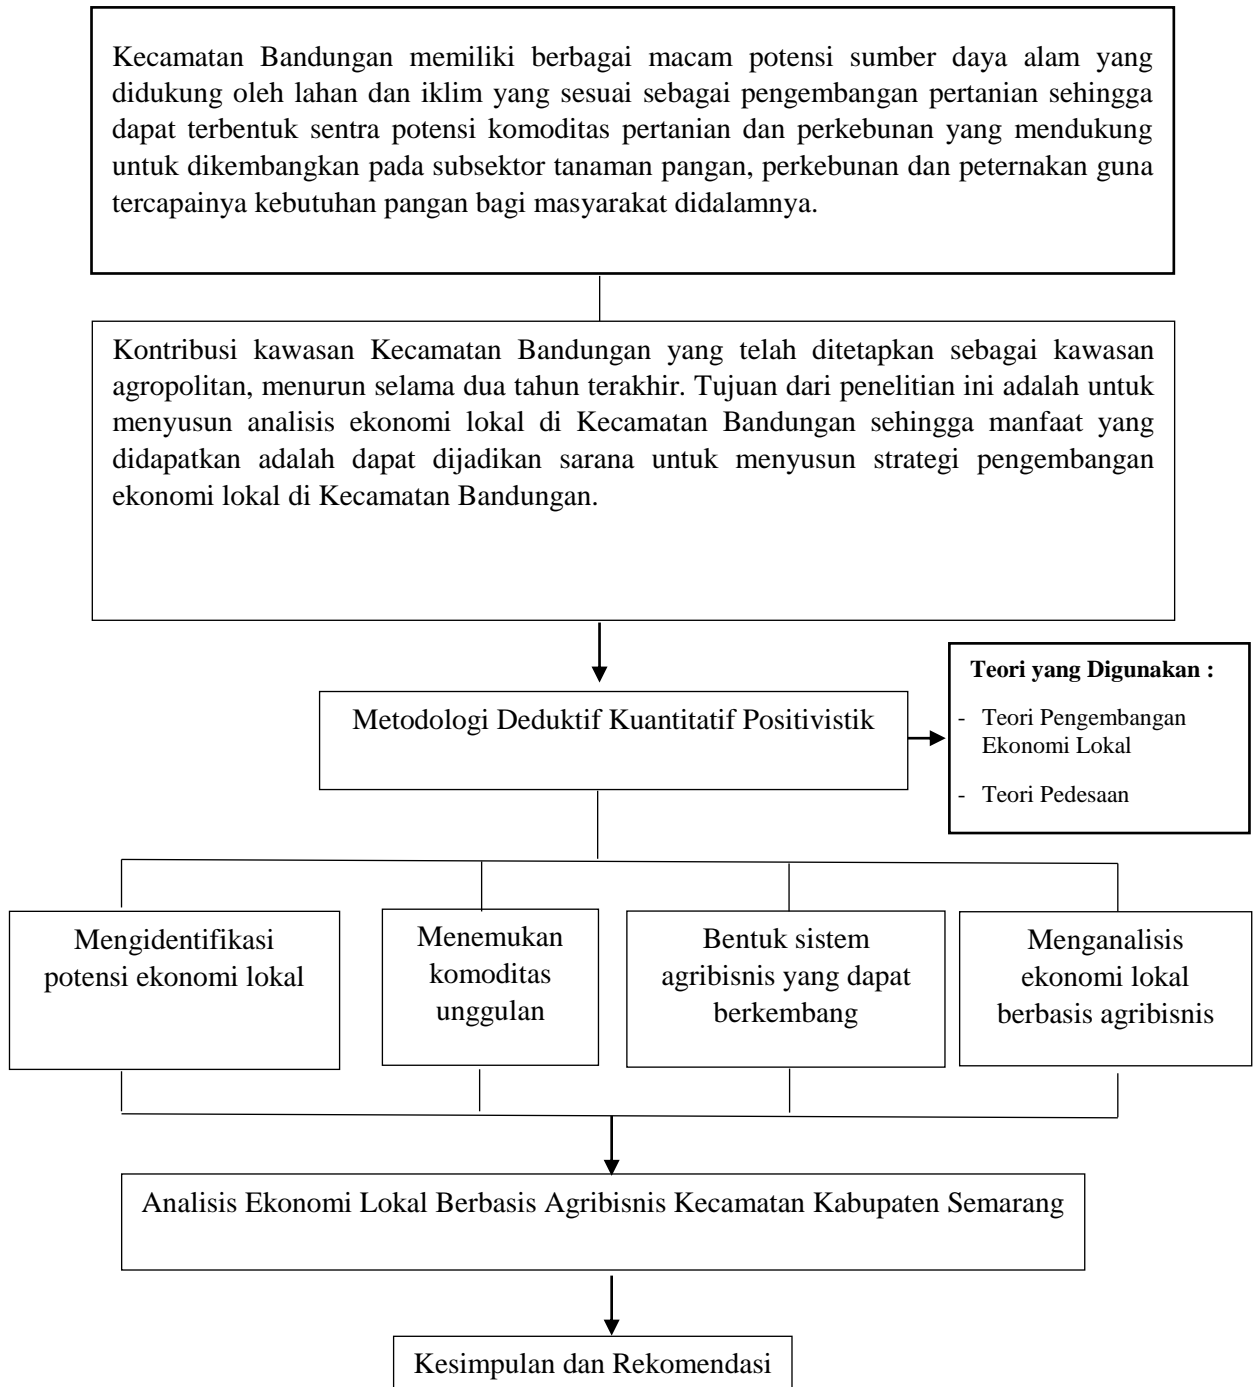 Kecamatan Bandungan memiliki berbagai macam potensi sumber daya alam yang
didukung oleh lahan dan iklim yang sesuai sebagai pengembangan pertanian sehingga
dapat terbentuk sentra potensi komoditas pertanian dan perkebunan yang mendukung
untuk dikembangkan pada subsektor tanaman pangan, perkebunan dan peternakan guna
tercapainya kebutuhan pangan bagi masyarakat didalamnya.
Kontribusi kawasan Kecamatan Bandungan yang telah ditetapkan sebagai kawasan
agropolitan, menurun selama dua tahun terakhir. Tujuan dari penelitian ini adalah untuk
menyusun analisis ekonomi lokal di Kecamatan Bandungan sehingga manfaat yang
didapatkan adalah dapat dijadikan sarana untuk menyusun strategi pengembangan
ekonomi lokal di Kecamatan Bandungan.
Metodologi Deduktif Kuantitatif Positivistik
Teori yang Digunakan :
- Teori Pengembangan
Ekonomi Lokal
- Teori Pedesaan
Mengidentifikasi
potensi ekonomi lokal
Menemukan
komoditas
unggulan
Bentuk sistem
agribisnis yang dapat
berkembang
Menganalisis
ekonomi lokal
berbasis agribisnis
Analisis Ekonomi Lokal Berbasis Agribisnis Kecamatan Kabupaten Semarang
Kesimpulan dan Rekomendasi